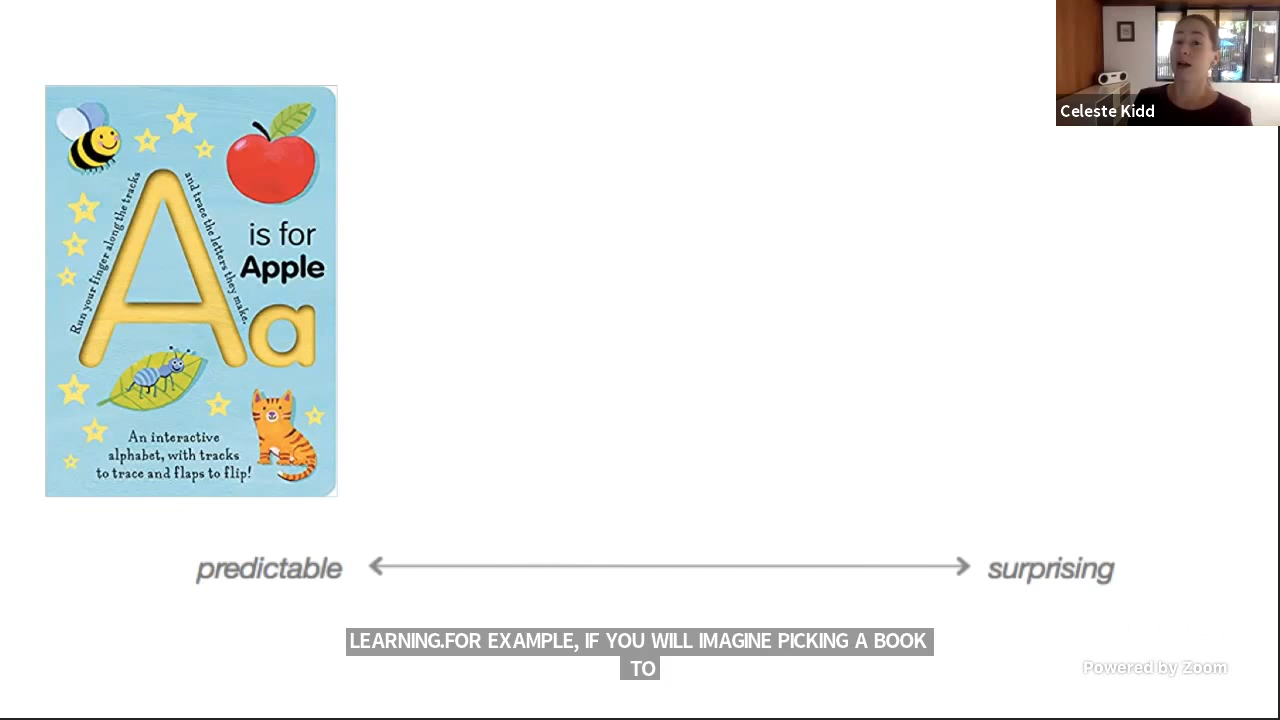 Celeste Kidd
Run your finger along the tracks
and trace the letters they make.
A
is for
Apple
a
An interactive
alphabet, with tracks
to trace and flaps to flip!
predictable
surprising
LEARNING.FOR EXAMPLE, IF YOU WILL IMAGINE PICKING A BOOK
TO
Powered by Zoom